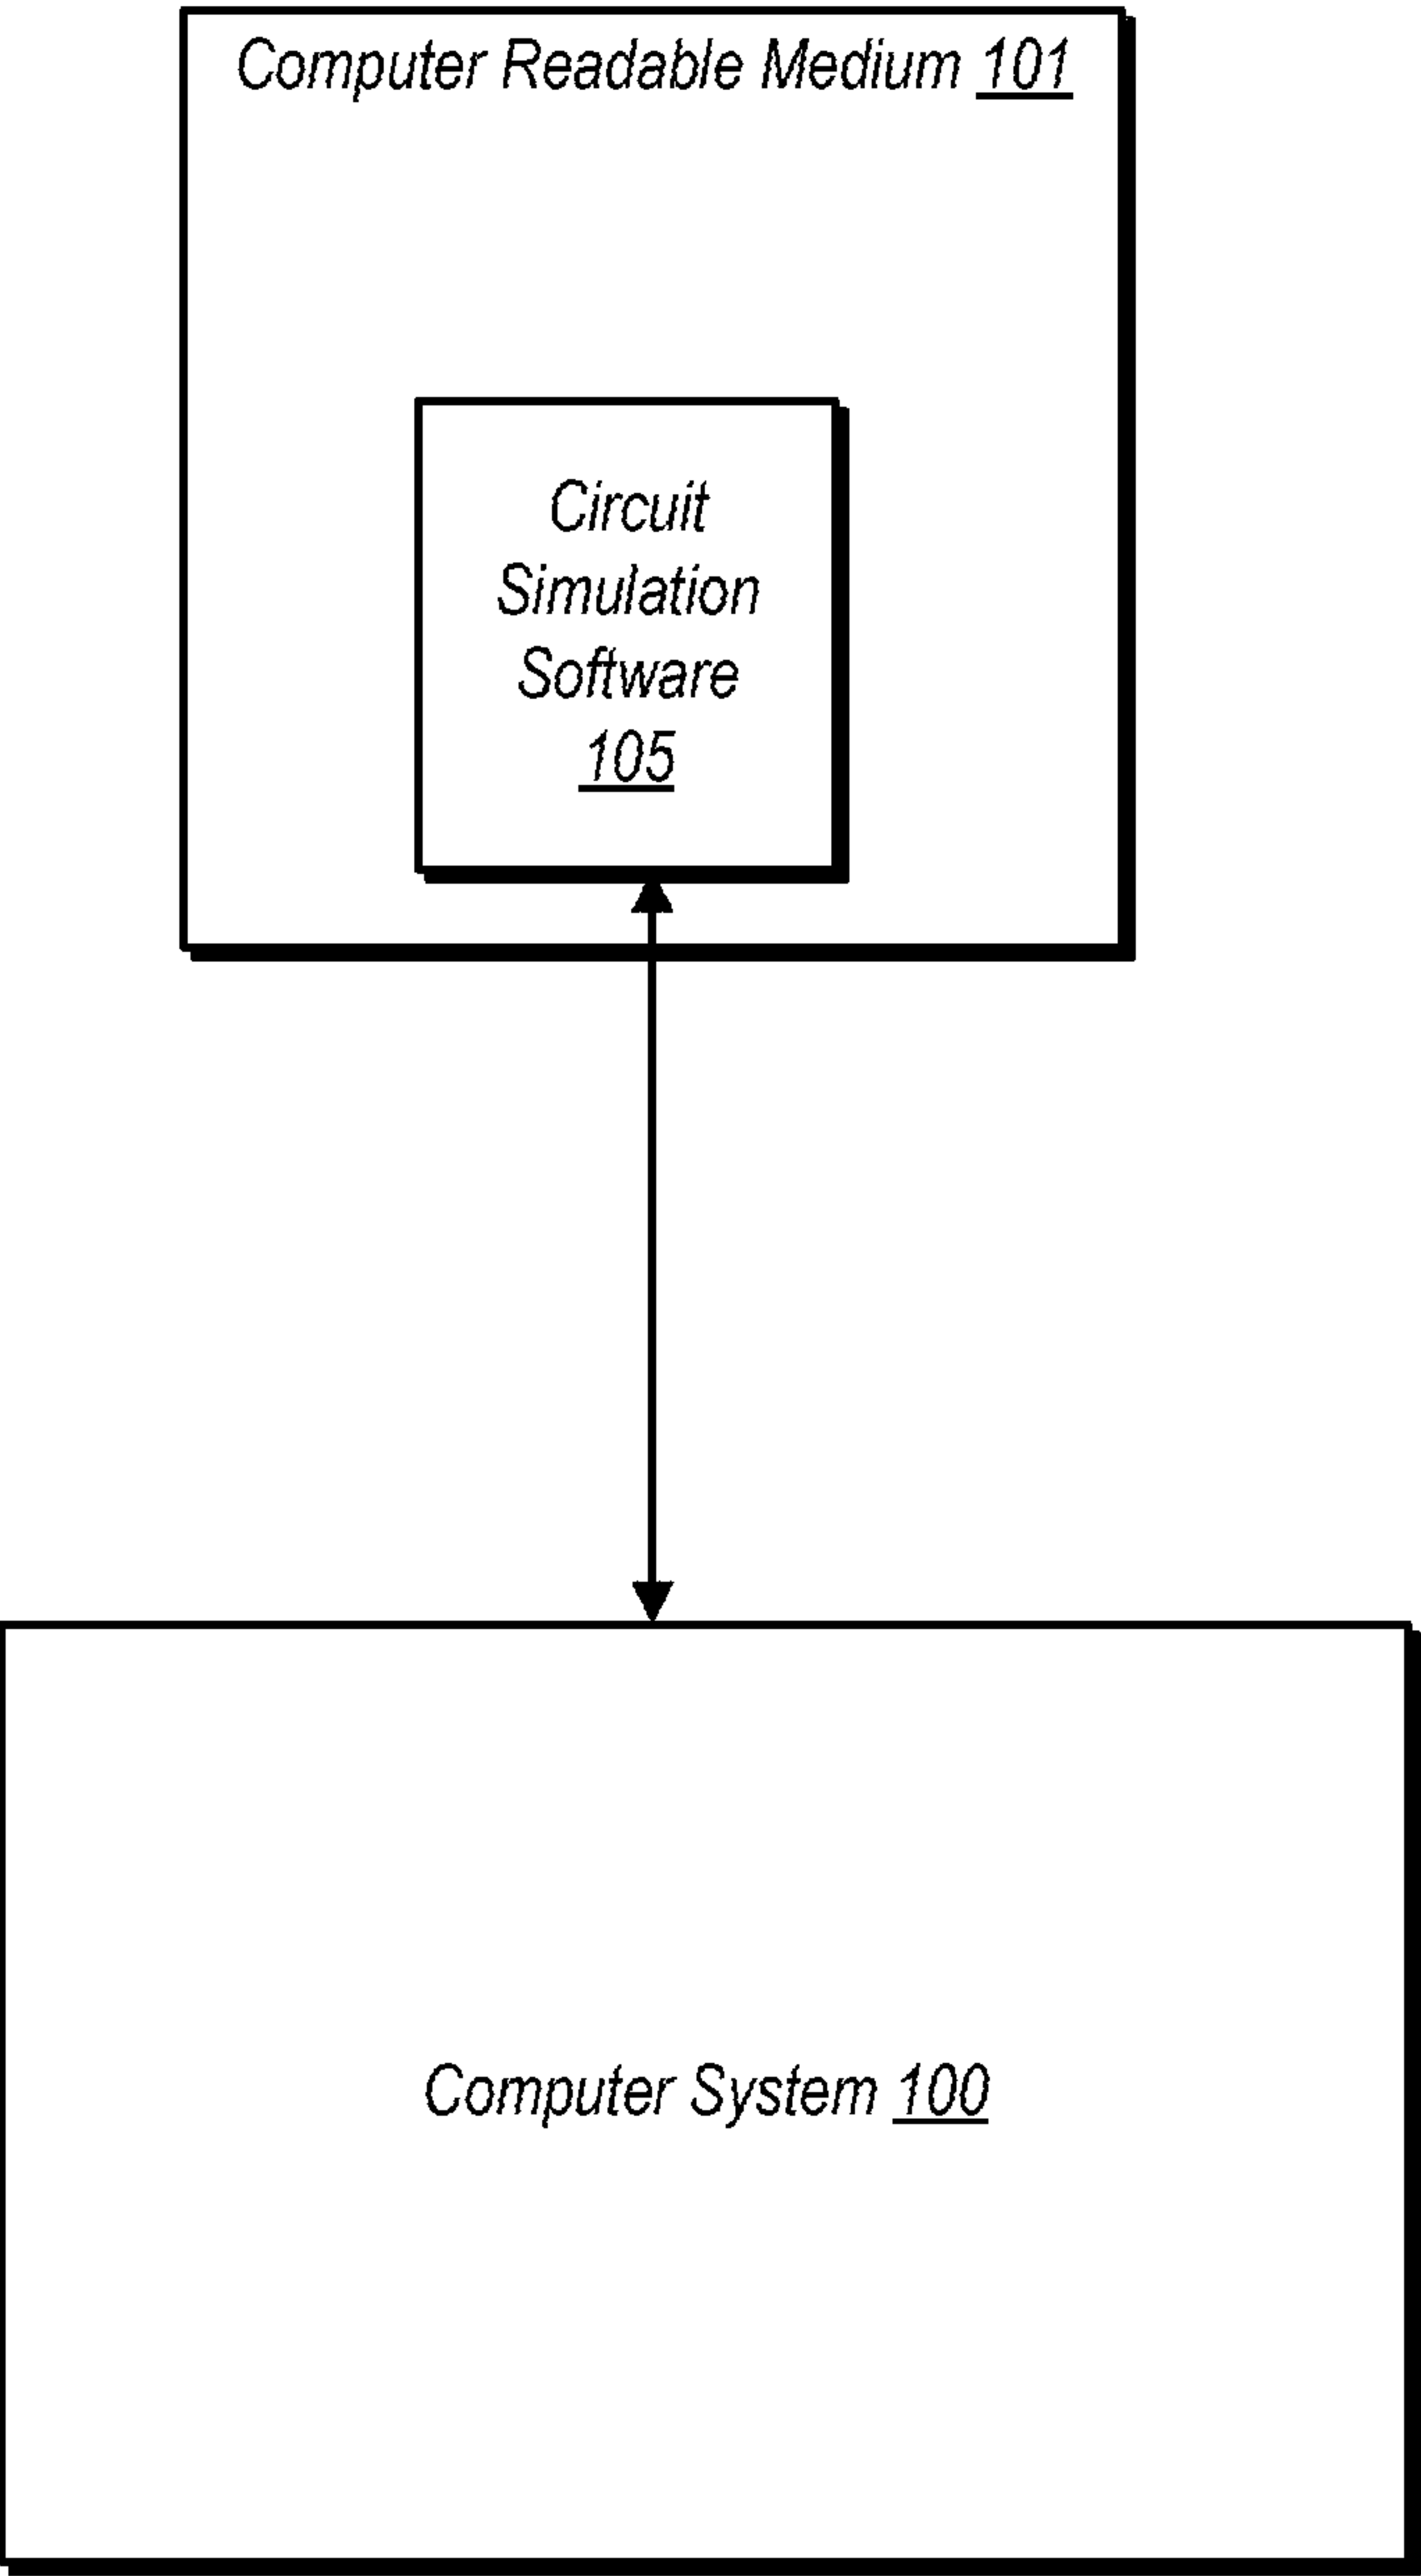 Computer Readable Medium 101
Circuit
Simulation
Software
105
Computer System 100